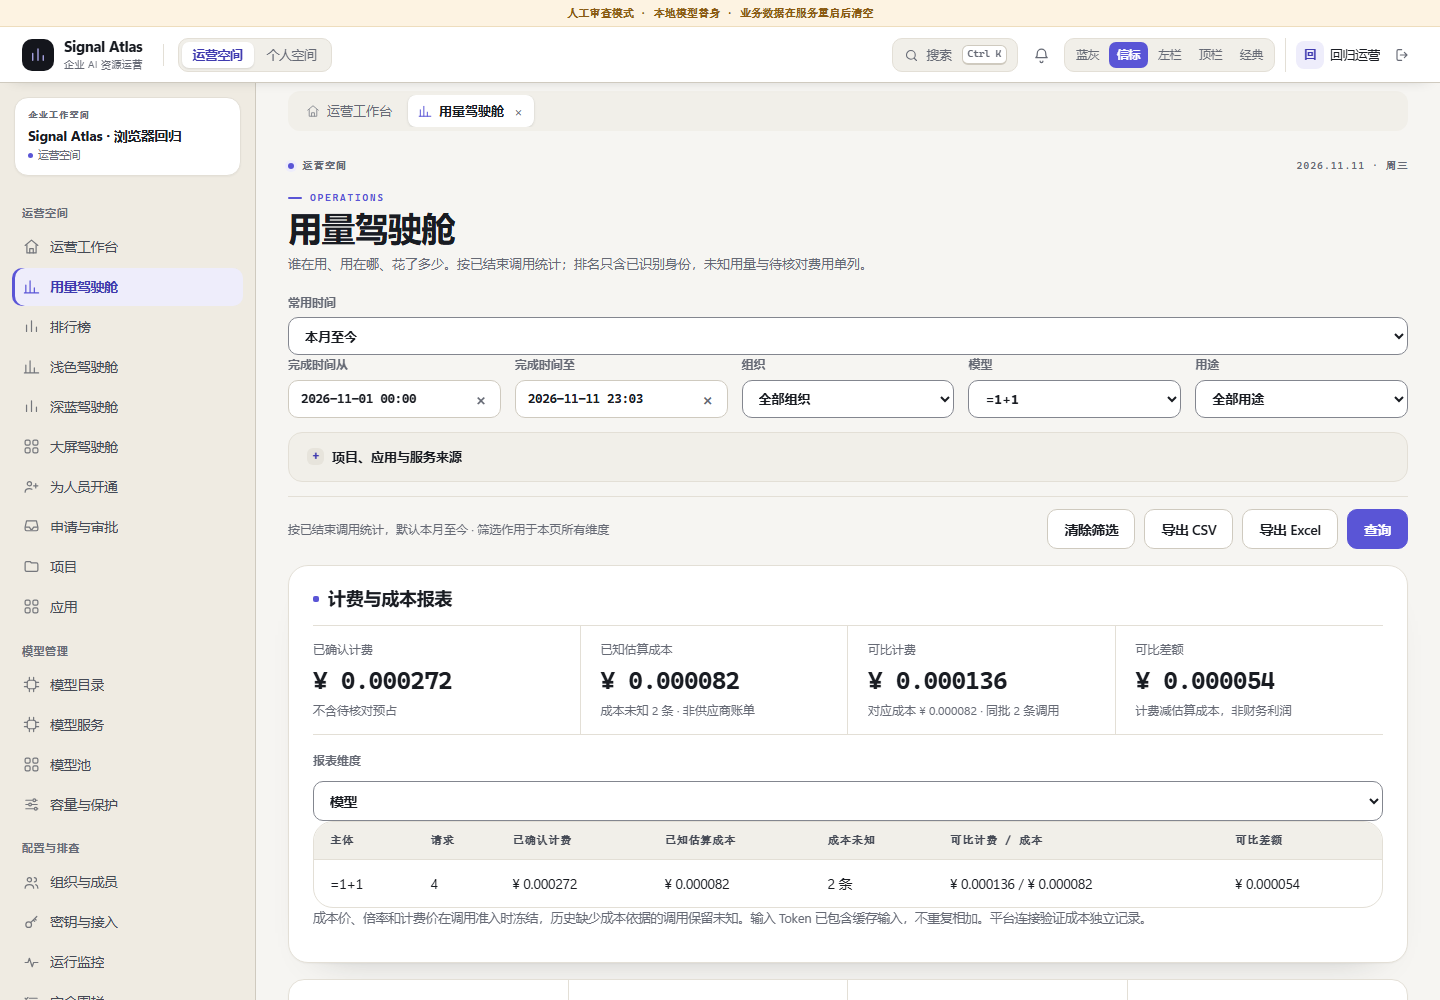 人工审查模式 · 本地模型替身 · 业务数据在服务重启后清空
Signal Atlas
企业 AI 资源运营
运营空间 个人空间
搜索 Ctrl K
蓝灰 信标 左栏 顶栏 经典
回 回归运营
企业工作空间
Signal Atlas · 浏览器回归
运营空间
运营空间
运营工作台
用量驾驶舱
排行榜
浅色驾驶舱
深蓝驾驶舱
大屏驾驶舱
为人员开通
申请与审批
项目
应用
模型管理
模型目录
模型服务
模型池
容量与保护
配置与排查
组织与成员
密钥与接入
运行监控
运营工作台 用量驾驶舱 ×
运营空间
2026.11.11 · 周三
OPERATIONS
用量驾驶舱
谁在用、用在哪、花了多少。按已结束调用统计；排名只含已识别身份，未知用量与待核对费用单列。
常用时间
本月至今
完成时间从 完成时间至 组织 模型 用途
2026-11-01 00:00 × 2026-11-11 23:03 × 全部组织 =1+1 全部用途
+ 项目、应用与服务来源
按已结束调用统计，默认本月至今 · 筛选作用于本页所有维度
清除筛选 导出 CSV 导出 Excel 查询
计费与成本报表
已确认计费 已知估算成本 可比计费 可比差额
¥ 0.000272 ¥ 0.000082 ¥ 0.000136 ¥ 0.000054
不含待核对预占 成本未知 2 条 · 非供应商账单 对应成本 ¥ 0.000082 · 同批 2 条调用 计费减估算成本，非财务利润
报表维度
模型
主体 请求 已确认计费 已知估算成本 成本未知 可比计费 / 成本 可比差额
=1+1 4 ¥ 0.000272 ¥ 0.000082 2 条 ¥ 0.000136 / ¥ 0.000082 ¥ 0.000054
成本价、倍率和计费价在调用准入时冻结，历史缺少成本依据的调用保留未知。输入 Token 已包含缓存输入，不重复相加。平台连接验证成本独立记录。